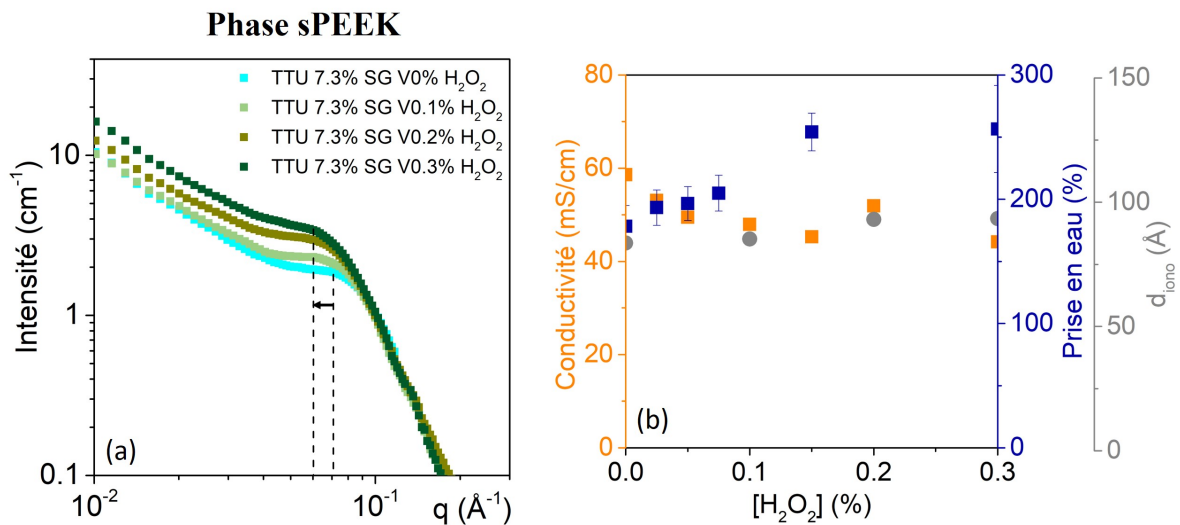 Phase sPEEK
TTU 7.3% SG V0% H₂O₂
TTU 7.3% SG V0.1% H₂O₂
TTU 7.3% SG V0.2% H₂O₂
TTU 7.3% SG V0.3% H₂O₂
Intensité (cm⁻¹)
10
1
0.1
(a)
10⁻²
q (Å⁻¹)
10⁻¹
Conductivité (mS/cm)
80
60
40
20
0
(b)
0.0
0.1
0.2
0.3
[H₂O₂] (%)
300
200
100
0
Prise en eau (%)
150
100
50
0
d_iono (Å)